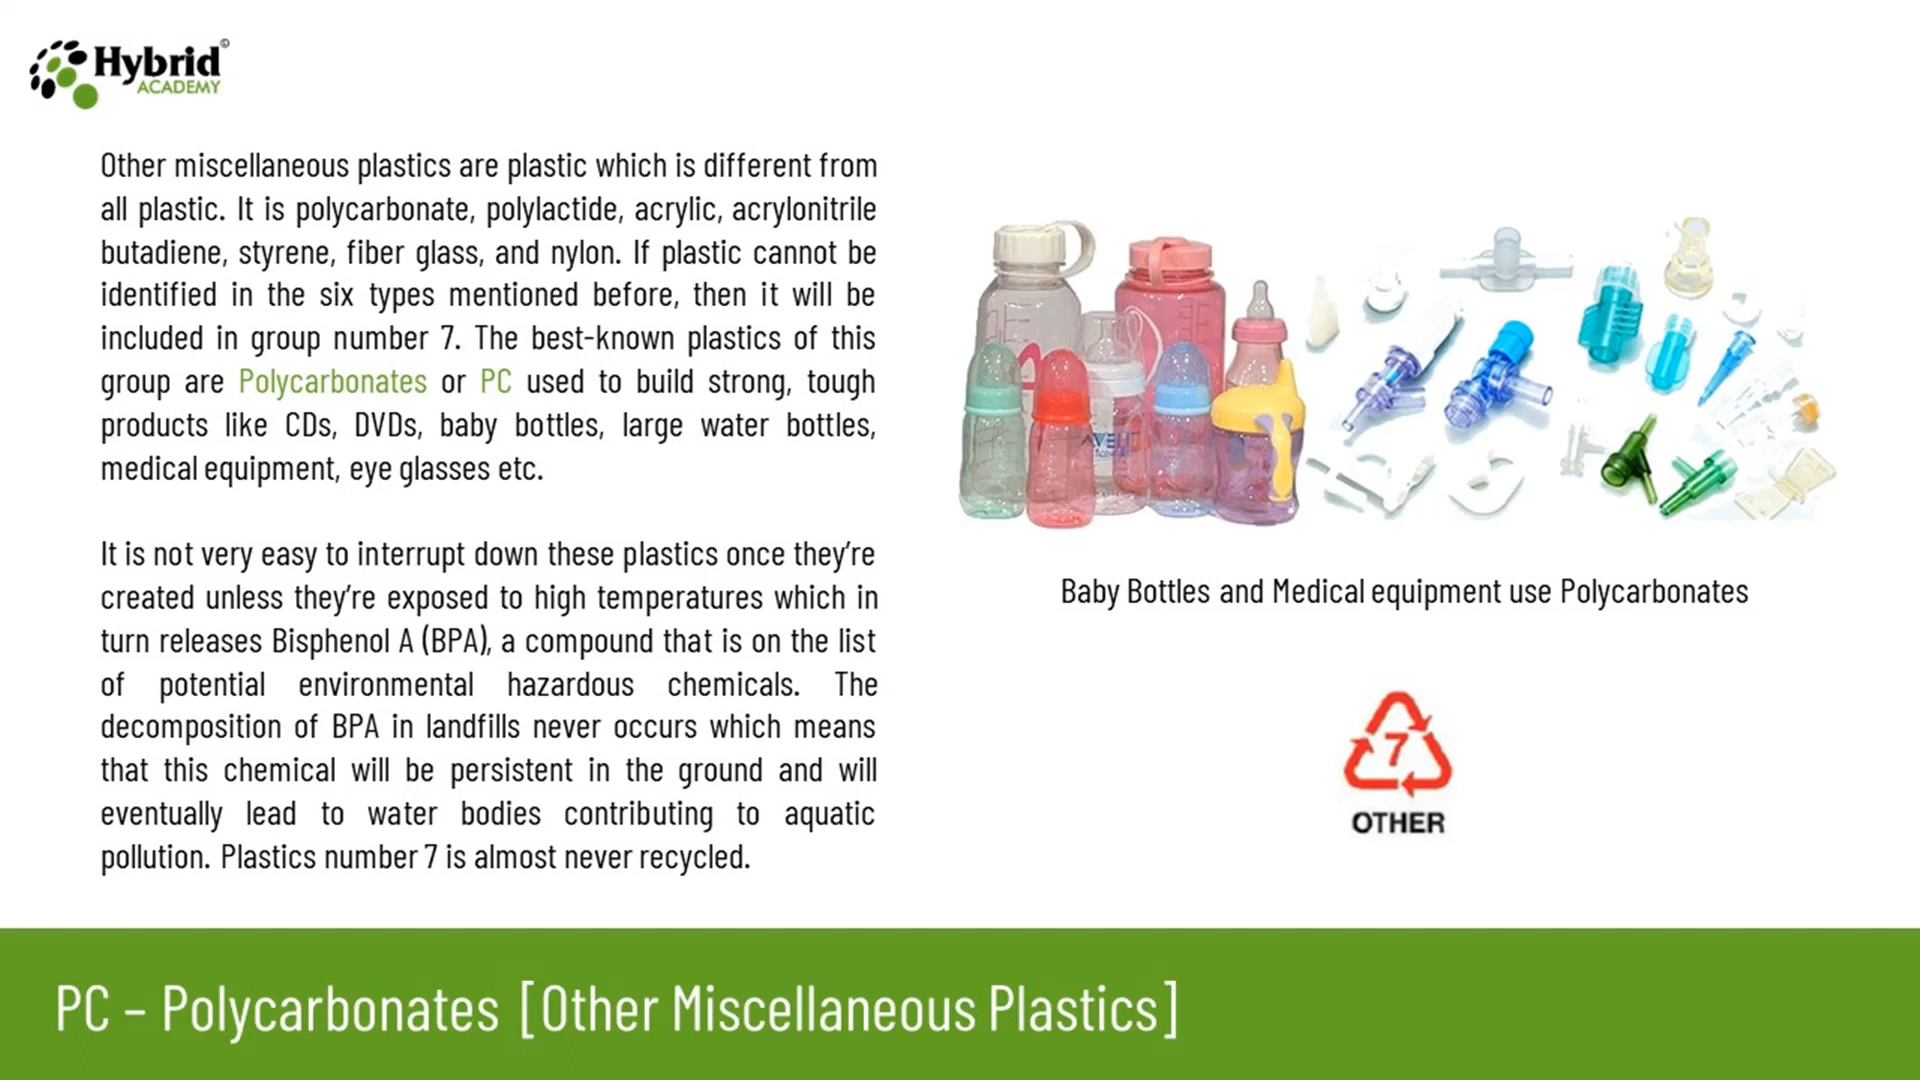 Hybrid©
ACADEMY
Other miscellaneous plastics are plastic which is different from
all plastic. It is polycarbonate, polylactide, acrylic, acrylonitrile
butadiene, styrene, fiber glass, and nylon. If plastic cannot be
identified in the six types mentioned before, then it will be
included in group number 7. The best-known plastics of this
group are Polycarbonates or PC used to build strong, tough
products like CDs, DVDs, baby bottles, large water bottles,
medical equipment, eye glasses etc.
It is not very easy to interrupt down these plastics once they’re
created unless they’re exposed to high temperatures which in
turn releases Bisphenol A (BPA), a compound that is on the list
of potential environmental hazardous chemicals. The
decomposition of BPA in landfills never occurs which means
that this chemical will be persistent in the ground and will
eventually lead to water bodies contributing to aquatic
pollution. Plastics number 7 is almost never recycled.
AVENT
Baby Bottles and Medical equipment use Polycarbonates
7
OTHER
PC – Polycarbonates [Other Miscellaneous Plastics]